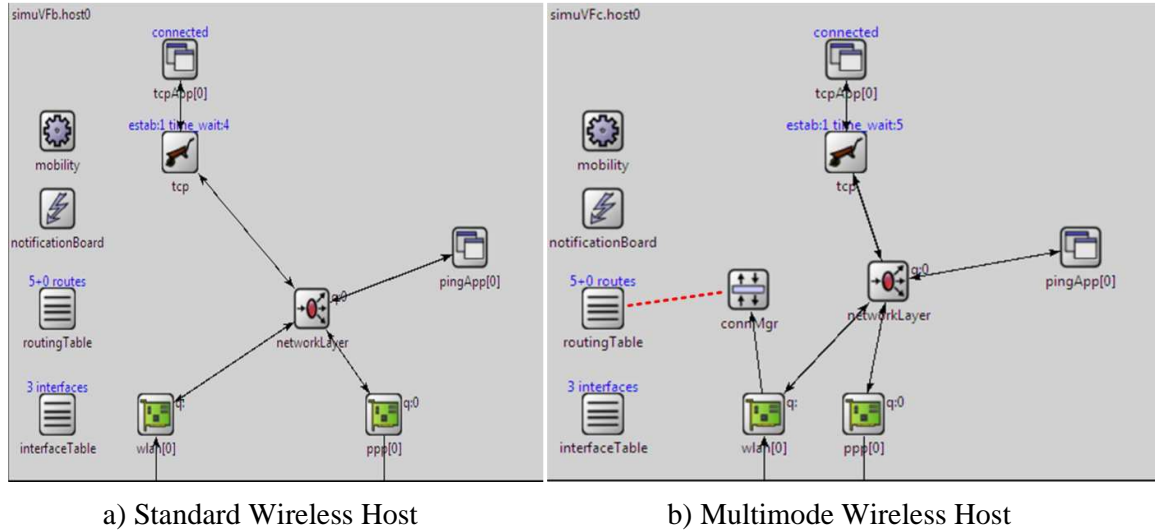 simuVFb.host0
connected
tcpApp[0]
estab:1 time_wait:4
tcp
mobility
notificationBoard
5+0 routes
routingTable
3 interfaces
interfaceTable
q:0
networkLayer
pingApp[0]
q:
wlan[0]
q:0
ppp[0]
a) Standard Wireless Host
simuVFc.host0
connected
tcpApp[0]
estab:1 time_wait:5
tcp
mobility
notificationBoard
5+0 routes
routingTable
connMgr
3 interfaces
interfaceTable
q:0
networkLayer
pingApp[0]
q:
wlan[0]
q:0
ppp[0]
b) Multimode Wireless Host